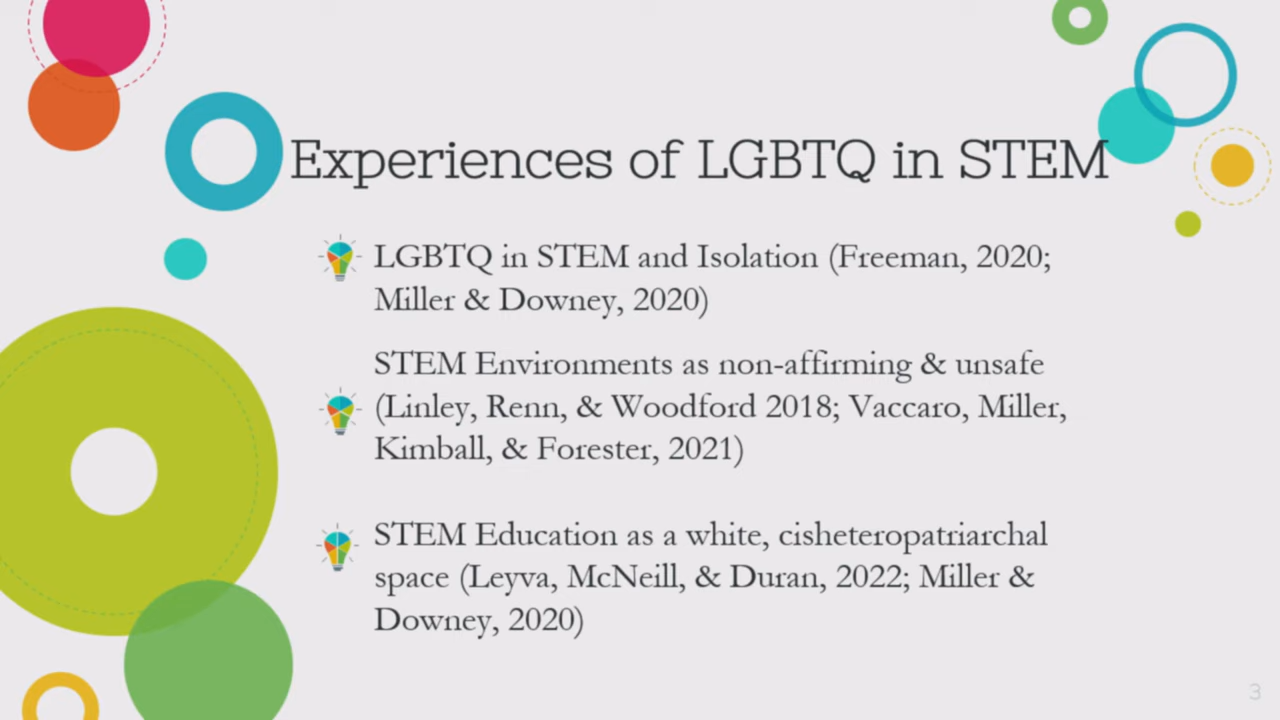 Experiences of LGBTQ in STEM
LGBTQ in STEM and Isolation (Freeman, 2020;
Miller & Downey, 2020)
STEM Environments as non-affirming & unsafe
(Linley, Renn, & Woodford 2018; Vaccaro, Miller,
Kimball, & Forester, 2021)
STEM Education as a white, cisheteropatriarchal
space (Leyva, McNeill, & Duran, 2022; Miller &
Downey, 2020)
3